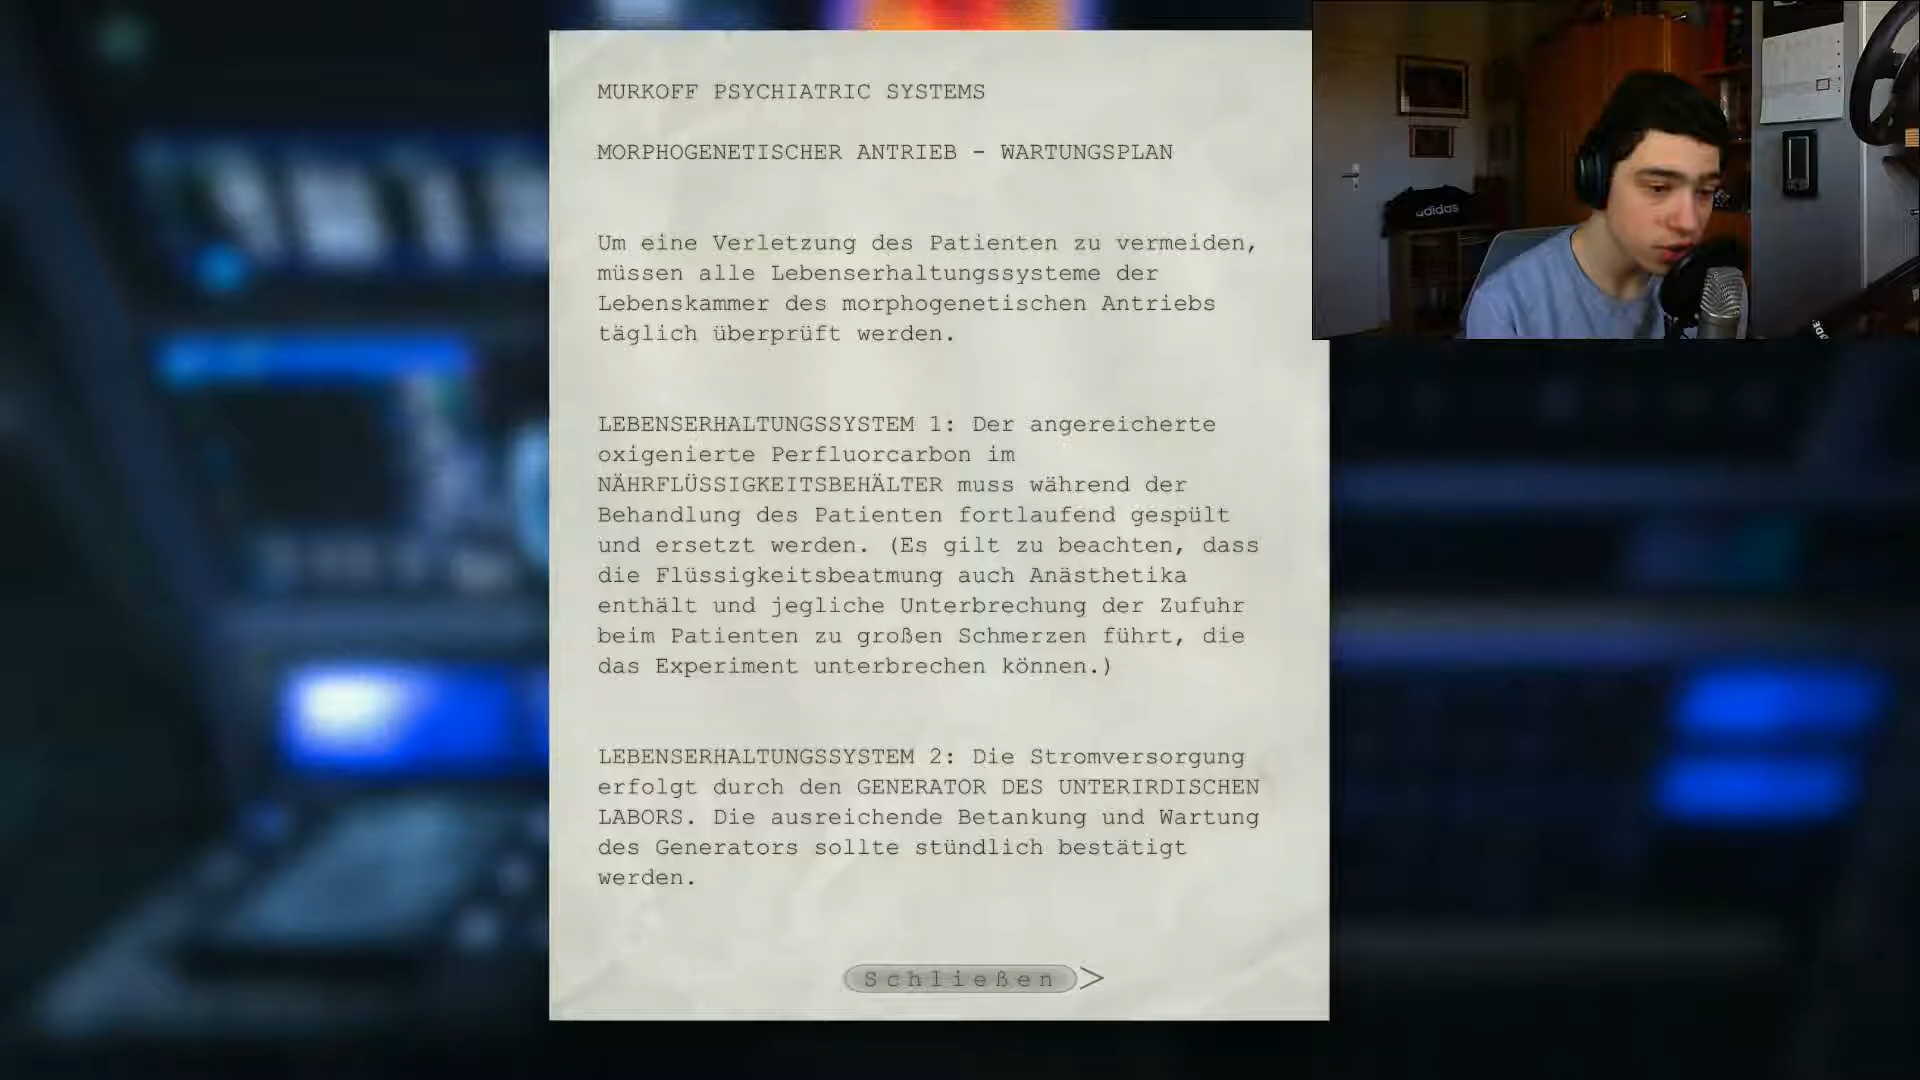 MURKOFF PSYCHIATRIC SYSTEMS
MORPHOGENETISCHER ANTRIEB - WARTUNGSPLAN
Um eine Verletzung des Patienten zu vermeiden,
müssen alle Lebenserhaltungssysteme der
Lebenskammer des morphogenetischen Antriebs
täglich überprüft werden.
LEBENSERHALTUNGSSYSTEM 1: Der angereicherte
oxigenierte Perfluorcarbon im
NÄHRFLÜSSIGKEITSBEHÄLTER muss während der
Behandlung des Patienten fortlaufend gespült
und ersetzt werden. (Es gilt zu beachten, dass
die Flüssigkeitsbeatmung auch Anästhetika
enthält und jegliche Unterbrechung der Zufuhr
beim Patienten zu großen Schmerzen führt, die
das Experiment unterbrechen können.)
LEBENSERHALTUNGSSYSTEM 2: Die Stromversorgung
erfolgt durch den GENERATOR DES UNTERIRDISCHEN
LABORS. Die ausreichende Betankung und Wartung
des Generators sollte stündlich bestätigt
werden.
Schließen >
adidas